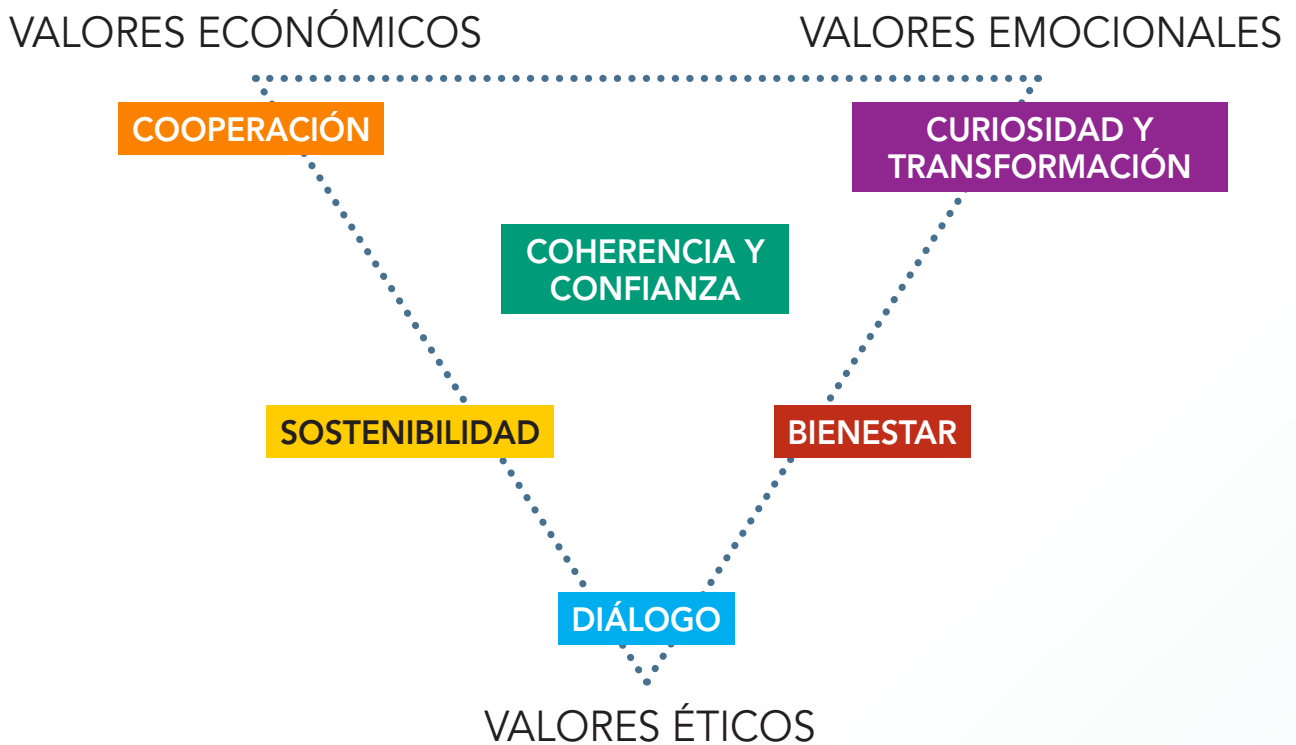 VALORES ECONÓMICOS
VALORES EMOCIONALES
COOPERACIÓN
CURIOSIDAD Y
TRANSFORMACIÓN
COHERENCIA Y
CONFIANZA
SOSTENIBILIDAD
BIENESTAR
DIÁLOGO
VALORES ÉTICOS